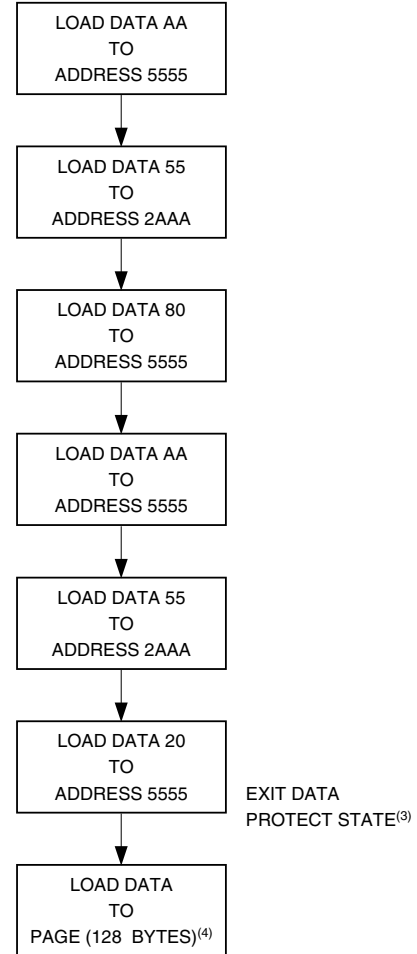 LOAD DATA AA
TO
ADDRESS 5555
LOAD DATA 55
TO
ADDRESS 2AAA
LOAD DATA 80
TO
ADDRESS 5555
LOAD DATA AA
TO
ADDRESS 5555
LOAD DATA 55
TO
ADDRESS 2AAA
LOAD DATA 20
TO
ADDRESS 5555
EXIT DATA
PROTECT STATE(3)
LOAD DATA
TO
PAGE (128 BYTES)(4)